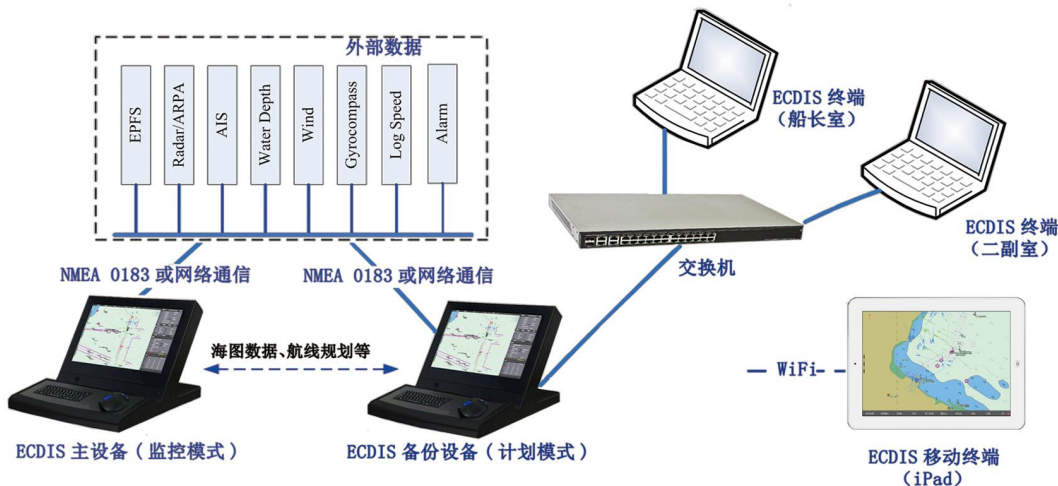 外部数据
EPFS
Radar/ARPA
AIS
Water Depth
Wind
Gyrocompass
Log Speed
Alarm
NMEA 0183 或网络通信
NMEA 0183 或网络通信
海图数据、航线规划等
ECDIS 主设备（监控模式）
ECDIS 备份设备（计划模式）
ECDIS 终端
（船长室）
ECDIS 终端
（二副室）
交换机
WiFi
ECDIS 移动终端
（iPad）